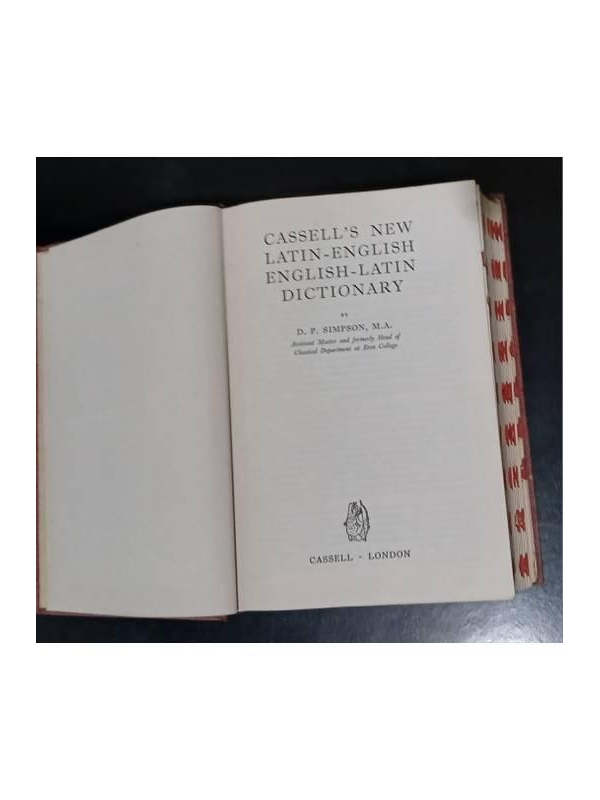 CASSELL'S NEW
LATIN-ENGLISH
ENGLISH-LATIN
DICTIONARY
BY
D. P. SIMPSON, M.A.
Assistant Master and formerly Head of
Classical Department at Eton College
CASSELL - LONDON